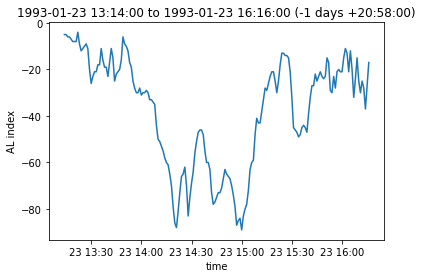 1993-01-23 13:14:00 to 1993-01-23 16:16:00 (-1 days +20:58:00)
0
−20
−40
−60
−80
AL index
23 13:30 23 14:00 23 14:30 23 15:00 23 15:30 23 16:00
time